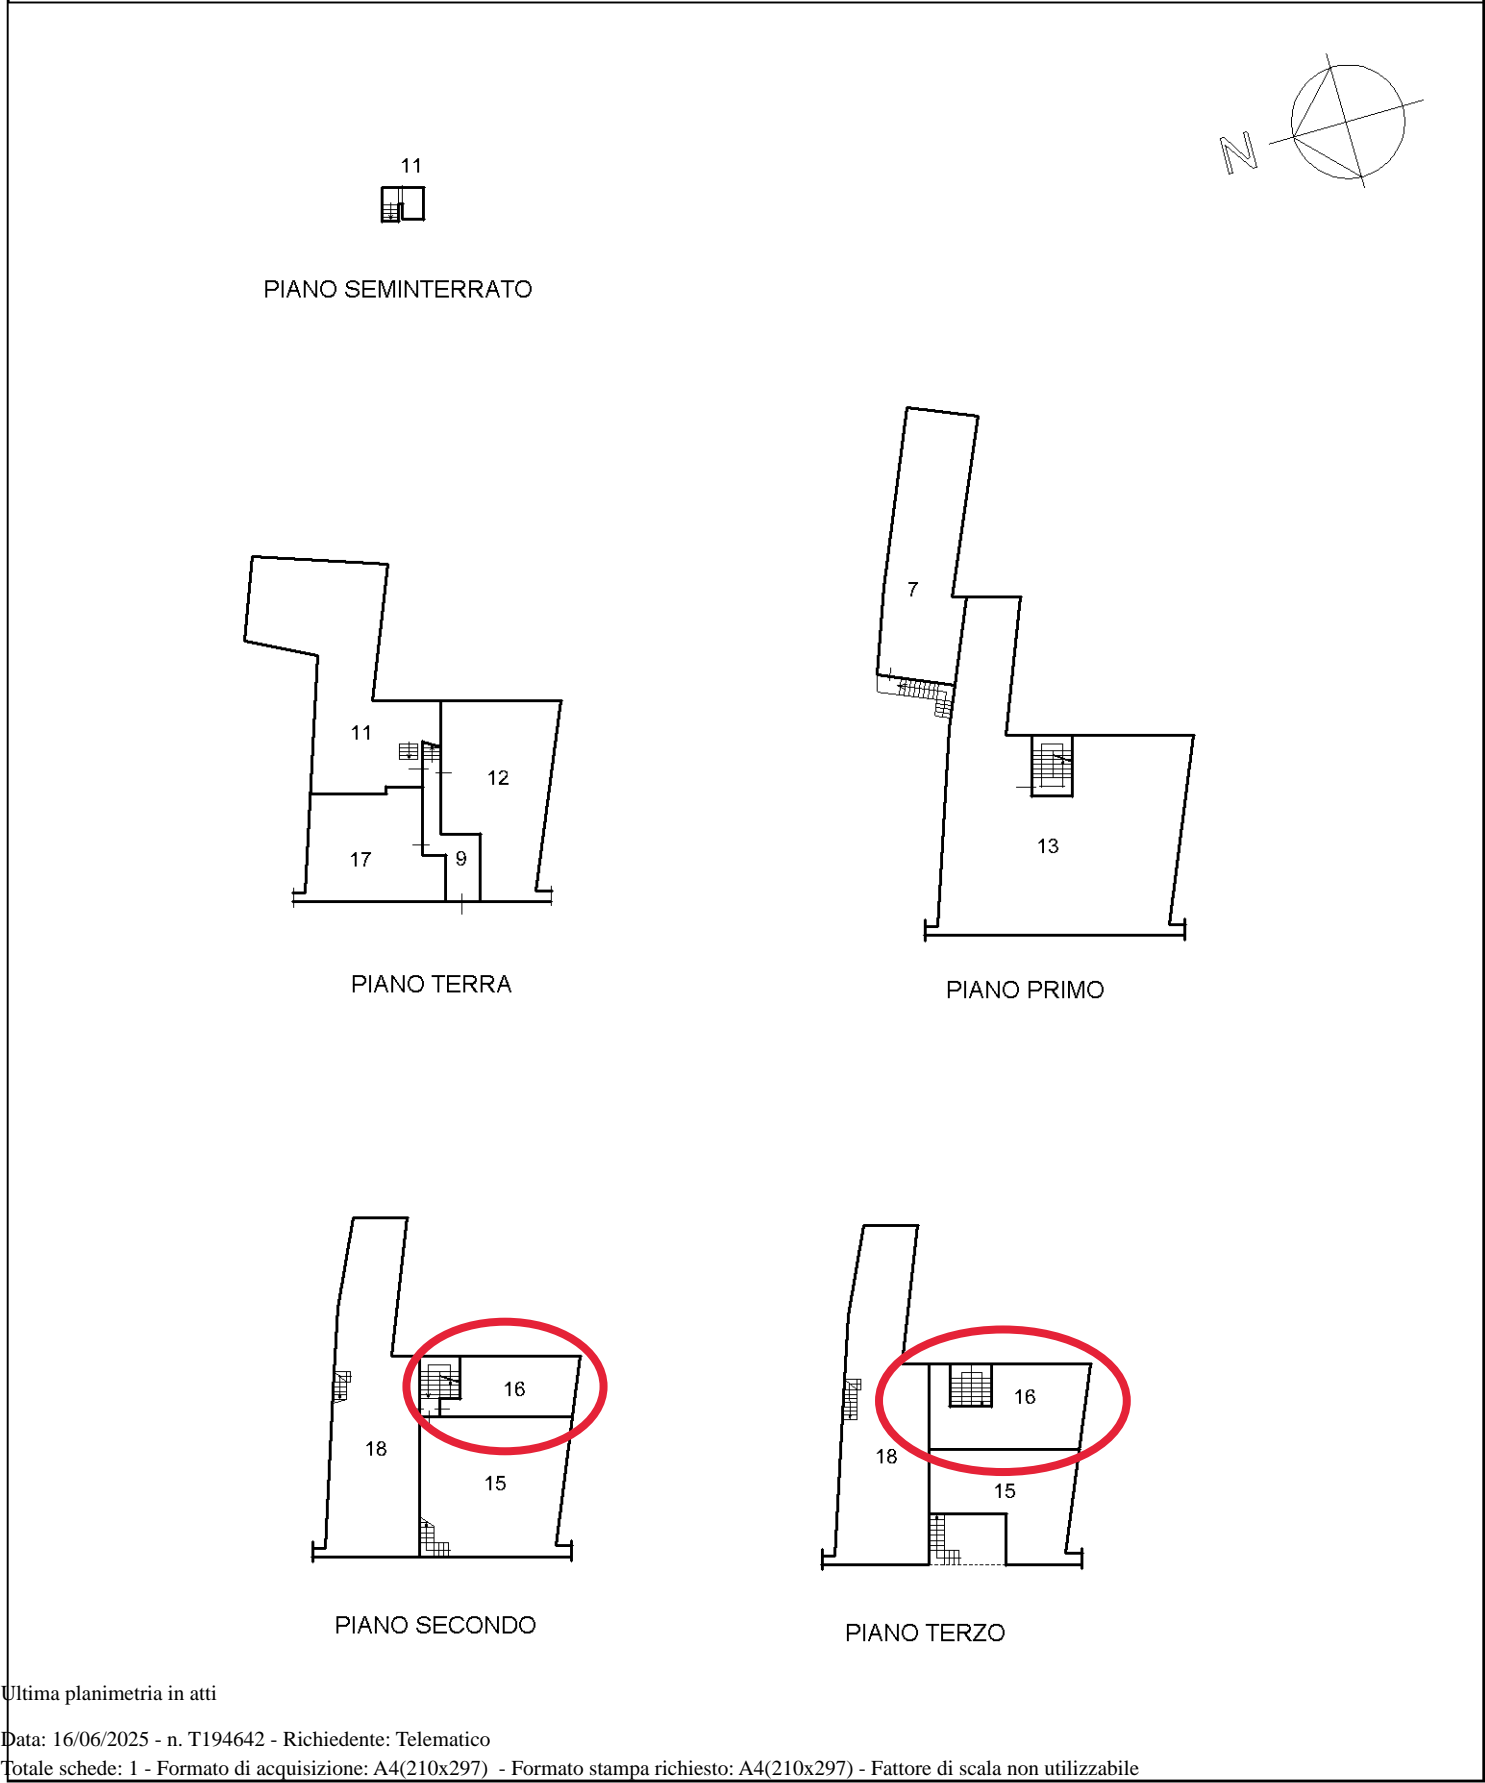 N
11
PIANO SEMINTERRATO
7
11
12
17
9
13
PIANO TERRA
PIANO PRIMO
16
18
15
16
18
15
PIANO SECONDO
PIANO TERZO
Ultima planimetria in atti
Data: 16/06/2025 - n. T194642 - Richiedente: Telematico
Totale schede: 1 - Formato di acquisizione: A4(210x297) - Formato stampa richiesto: A4(210x297) - Fattore di scala non utilizzabile